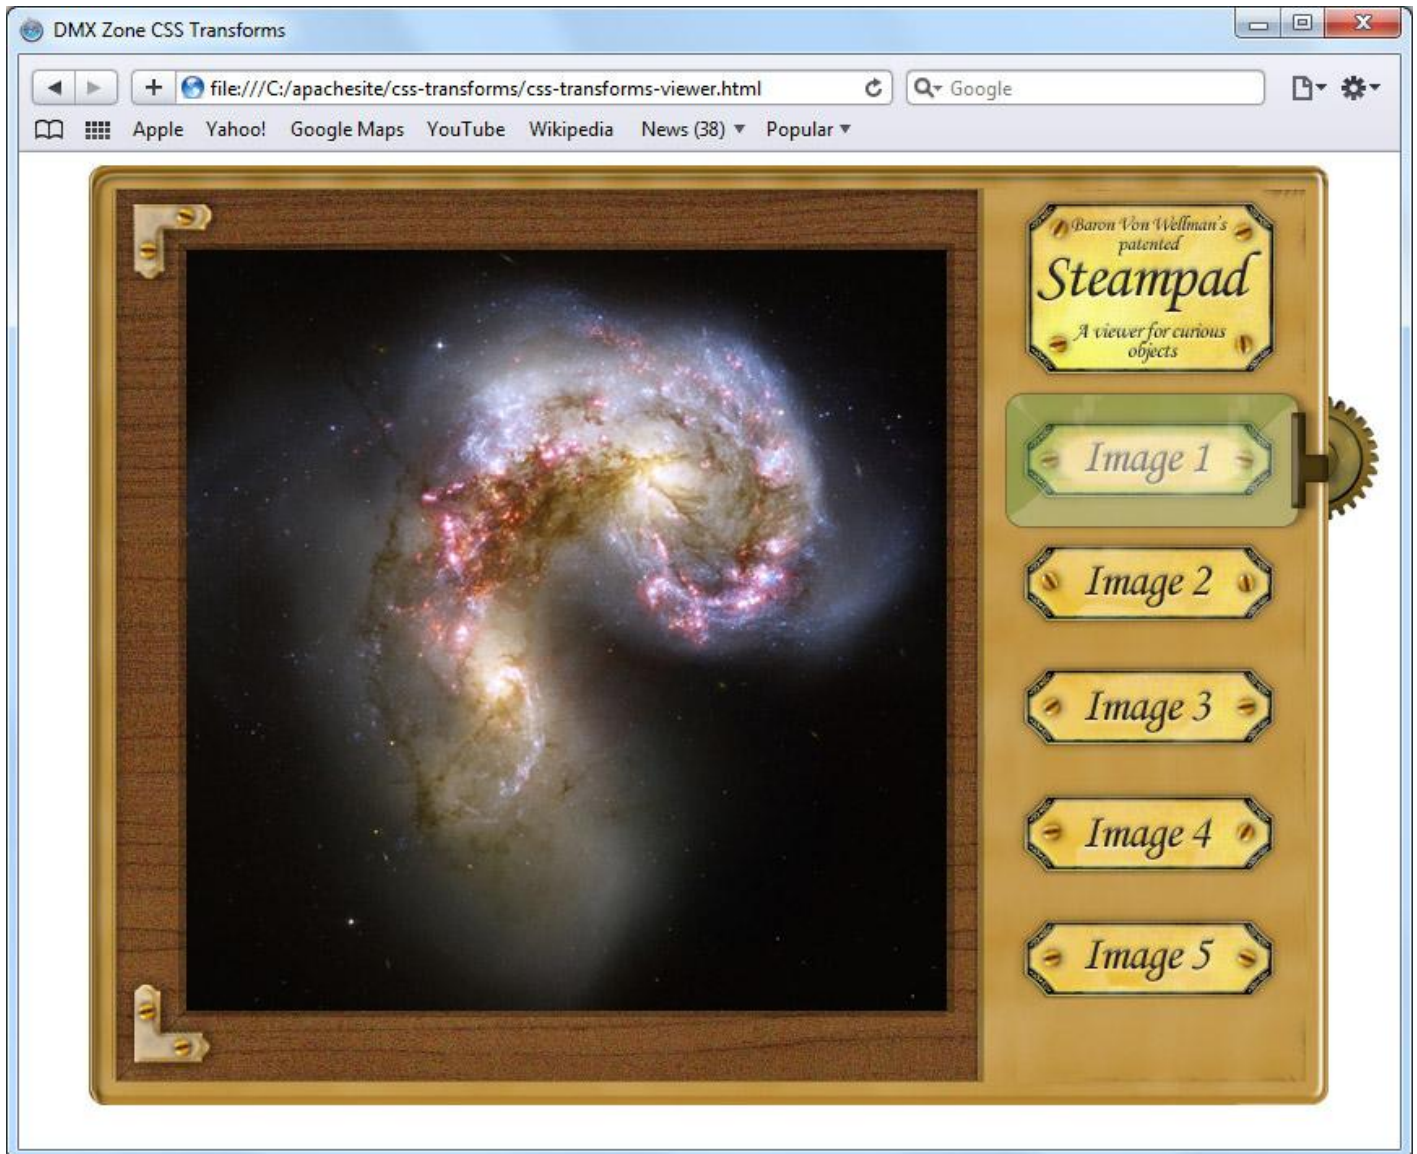 DMX Zone CSS Transforms
file:///C:/apachesite/css-transforms/css-transforms-viewer.html
Google
Apple Yahoo! Google Maps YouTube Wikipedia News (38) Popular
Baron Von Wellman's
patented
Steampad
A viewer for curious
objects
Image 1
Image 2
Image 3
Image 4
Image 5